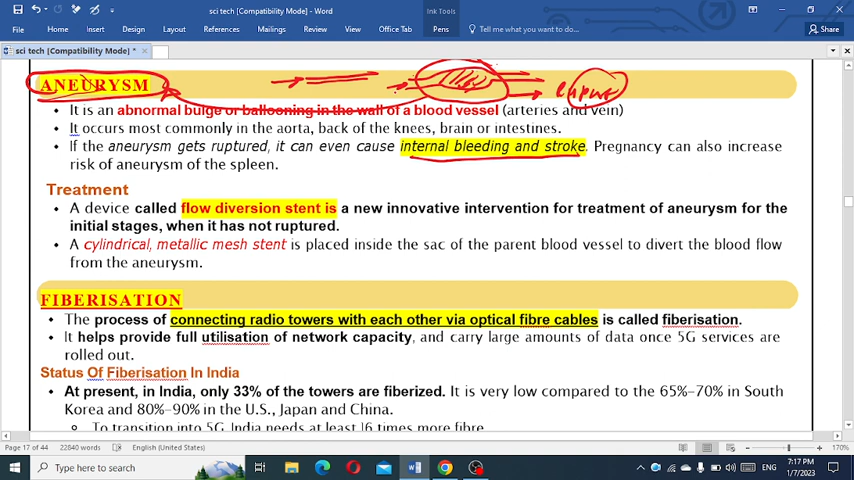 sci tech [Compatibility Mode] - Word
Ink Tools
File Home Insert Draw Design Layout References Mailings Review View Office Tab Pens Tell me what you want to do... Share
sci tech [Compatibility Mode] *
ANEURYSM
It is an abnormal bulge or ballooning in the wall of a blood vessel (arteries and vein)
It occurs most commonly in the aorta, back of the knees, brain or intestines.
If the aneurysm gets ruptured, it can even cause internal bleeding and stroke. Pregnancy can also increase
risk of aneurysm of the spleen.
Treatment
A device called flow diversion stent is a new innovative intervention for treatment of aneurysm for the
initial stages, when it has not ruptured.
A cylindrical, metallic mesh stent is placed inside the sac of the parent blood vessel to divert the blood flow
from the aneurysm.
FIBERISATION
The process of connecting radio towers with each other via optical fibre cables is called fiberisation.
It helps provide full utilisation of network capacity, and carry large amounts of data once 5G services are
rolled out.
Status Of Fiberisation In India
At present, in India, only 33% of the towers are fiberized. It is very low compared to the 65%-70% in South
Korea and 80%-90% in the U.S., Japan and China.
To transition into 5G, India needs at least 16 times more fibre
Page 17 of 44 22840 words English (United States) 170%
Type here to search
ENG
7:17 PM
1/7/2023